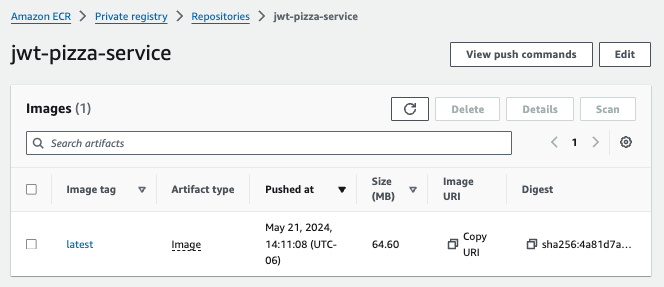 Amazon ECR > Private registry > Repositories > jwt-pizza-service
jwt-pizza-service
View push commands
Edit
Images (1)
Delete
Details
Scan
Search artifacts
1
Image tag
Artifact type
Pushed at
Size (MB)
Image URI
Digest
latest
Image
May 21, 2024,
14:11:08 (UTC-
06)
64.60
Copy
URI
sha256:4a81d7a...